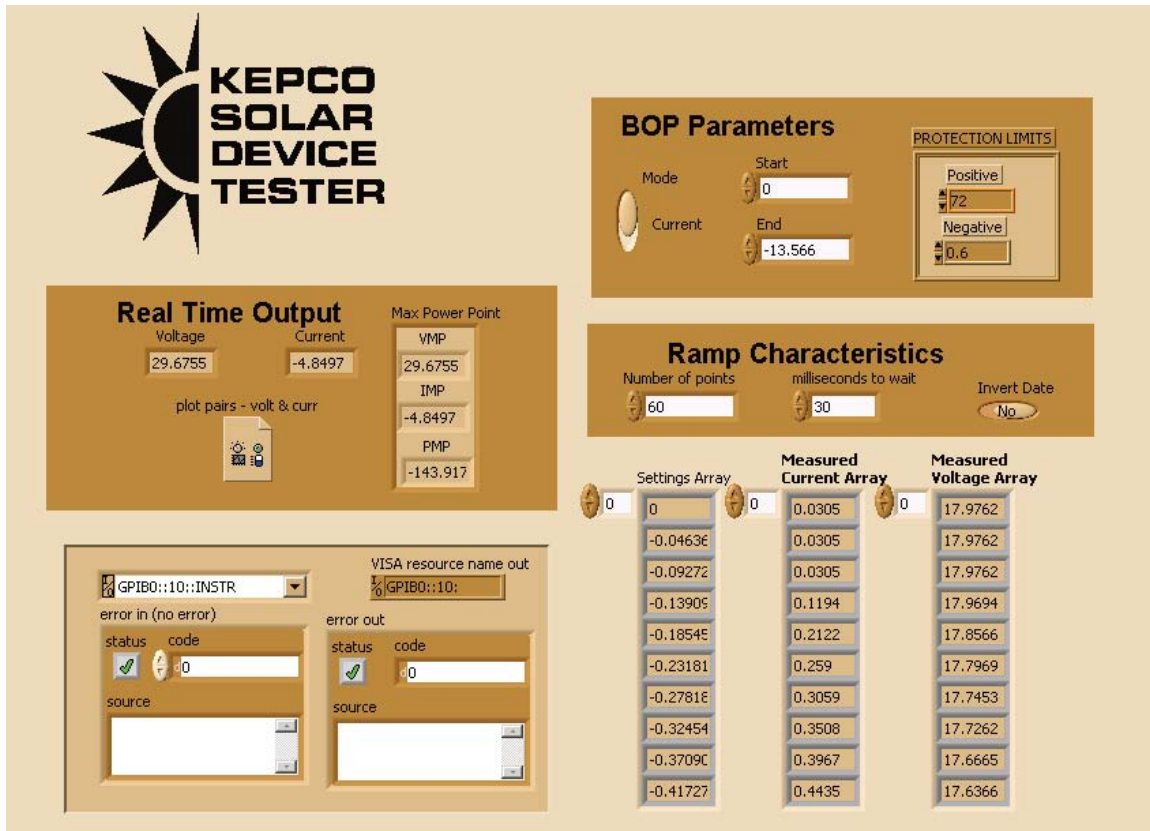 KEPCO
SOLAR
DEVICE
TESTER
BOP Parameters
Mode
Current
Start
0
End
-13.566
PROTECTION LIMITS
Positive
72
Negative
0.6
Real Time Output
Voltage
29.6755
Current
-4.8497
plot pairs - volt & curr
Max Power Point
VMP
29.6755
IMP
-4.8497
PMP
-143.917
Ramp Characteristics
Number of points
60
milliseconds to wait
30
Invert Date
No
GPIB0::10::INSTR
VISA resource name out
GPIB0::10:
error in (no error)
status code
d0
source
error out
status code
d0
source
Settings Array
0
0
-0.04636
-0.09272
-0.13909
-0.18545
-0.23181
-0.27818
-0.32454
-0.37090
-0.41727
Measured
Current Array
0
0.0305
0.0305
0.0305
0.1194
0.2122
0.259
0.3059
0.3508
0.3967
0.4435
Measured
Voltage Array
0
17.9762
17.9762
17.9762
17.9694
17.8566
17.7969
17.7453
17.7262
17.6665
17.6366